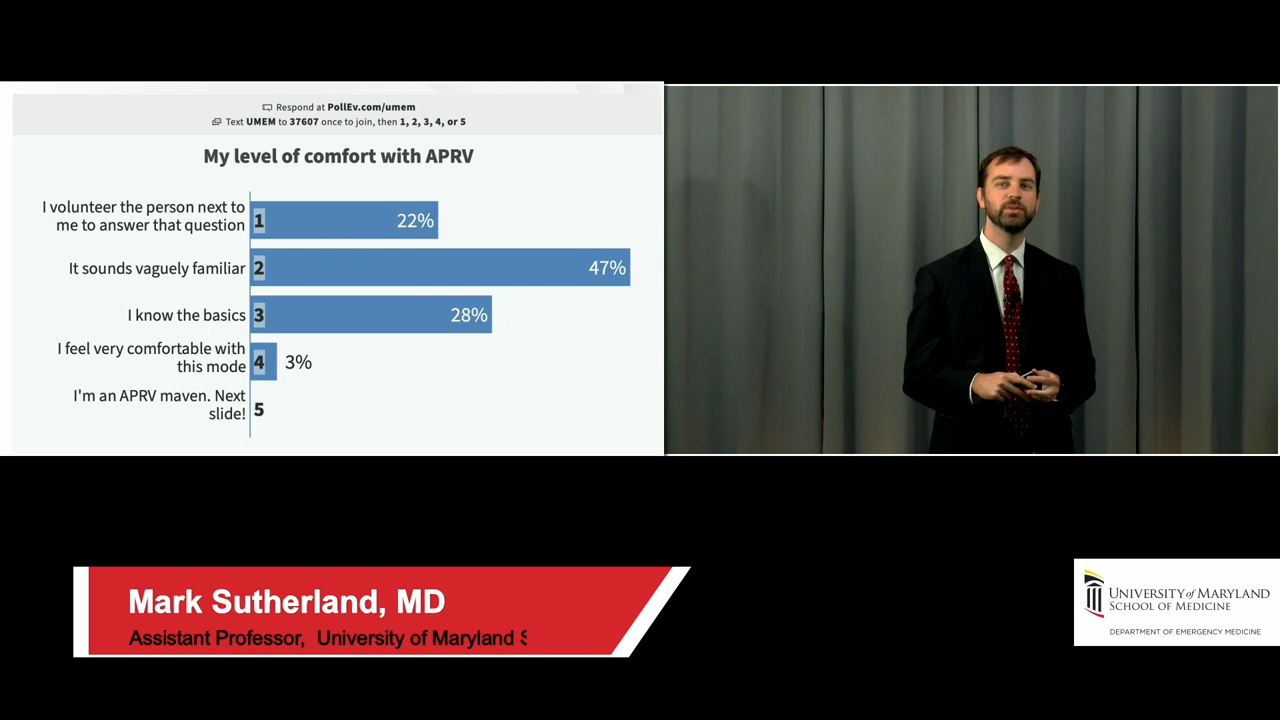 Respond at PollEv.com/umem
Text UMEM to 37607 once to join, then 1, 2, 3, 4, or 5
My level of comfort with APRV
I volunteer the person next to
me to answer that question
1
22%
It sounds vaguely familiar
2
47%
I know the basics
3
28%
I feel very comfortable with
this mode
4
3%
I'm an APRV maven. Next
slide!
5
Mark Sutherland, MD
Assistant Professor, University of Maryland S
UNIVERSITY of MARYLAND
SCHOOL OF MEDICINE
DEPARTMENT OF EMERGENCY MEDICINE